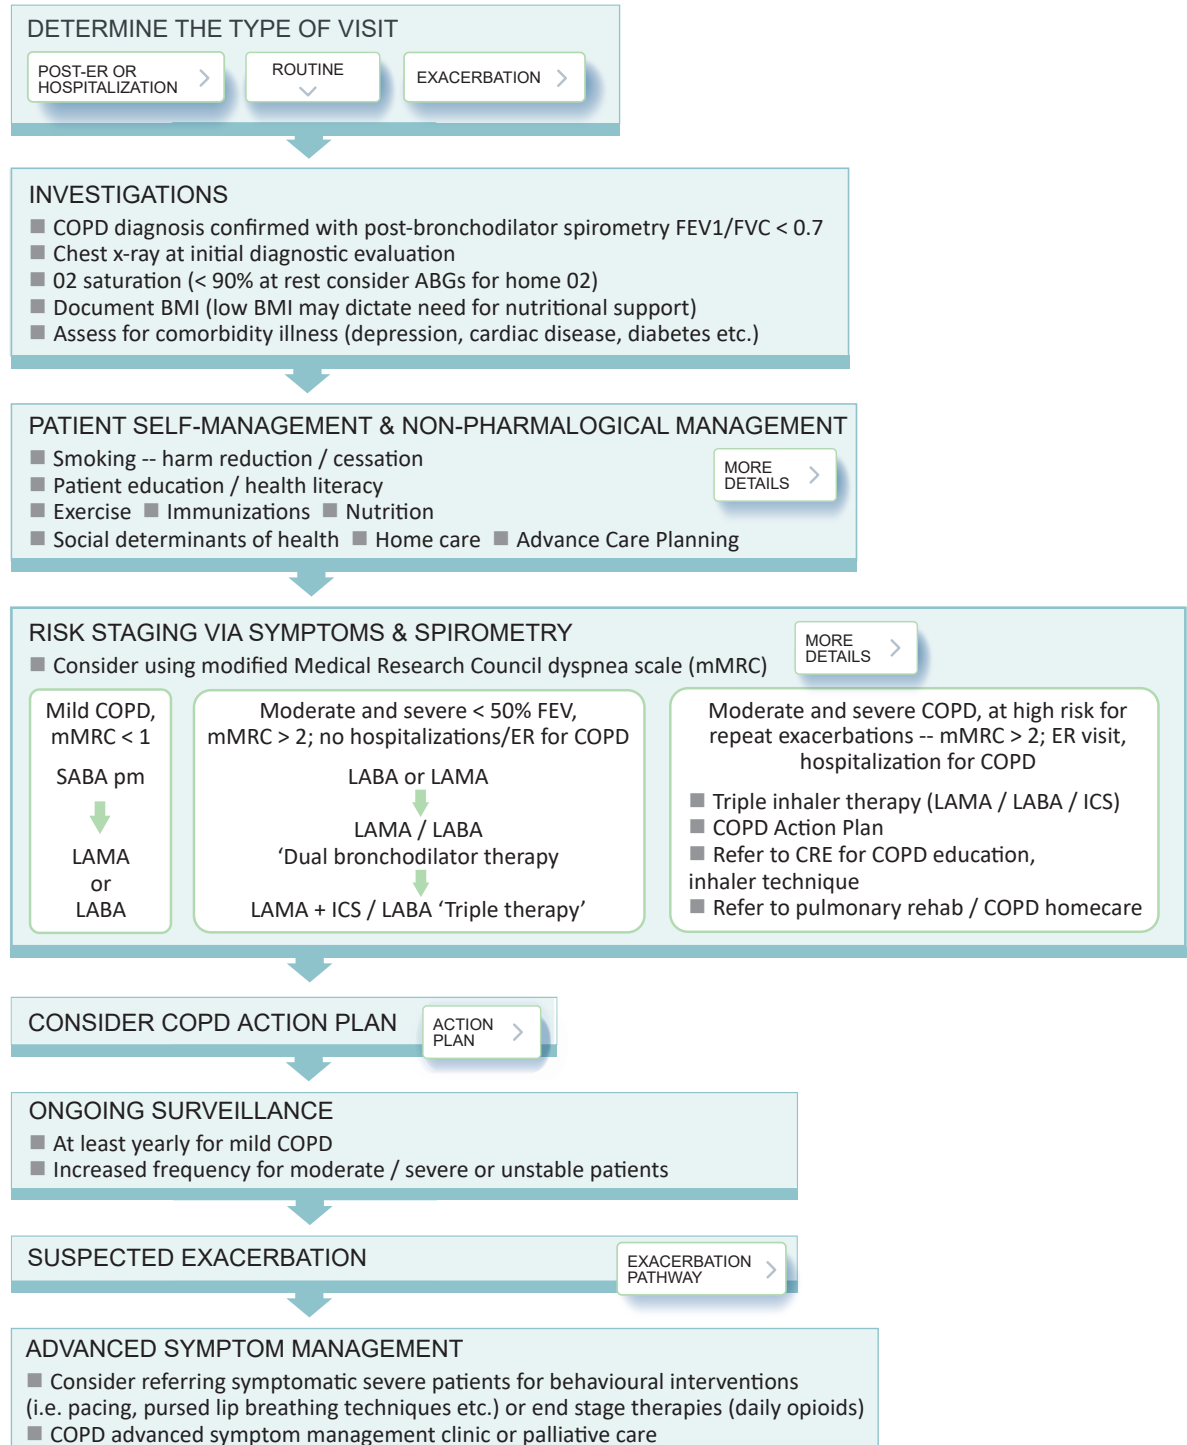 DETERMINE THE TYPE OF VISIT
POST-ER OR
HOSPITALIZATION
ROUTINE
EXACERBATION
INVESTIGATIONS
COPD diagnosis confirmed with post-bronchodilator spirometry FEV1/FVC < 0.7
Chest x-ray at initial diagnostic evaluation
02 saturation (< 90% at rest consider ABGs for home 02)
Document BMI (low BMI may dictate need for nutritional support)
Assess for comorbidity illness (depression, cardiac disease, diabetes etc.)
PATIENT SELF-MANAGEMENT & NON-PHARMALOGICAL MANAGEMENT
Smoking -- harm reduction / cessation
Patient education / health literacy
Exercise Immunizations Nutrition
Social determinants of health Home care Advance Care Planning
MORE
DETAILS
RISK STAGING VIA SYMPTOMS & SPIROMETRY
Consider using modified Medical Research Council dyspnea scale (mMRC)
MORE
DETAILS
Mild COPD,
mMRC < 1
SABA pm
LAMA
or
LABA
Moderate and severe < 50% FEV,
mMRC > 2; no hospitalizations/ER for COPD
LABA or LAMA
LAMA / LABA
'Dual bronchodilator therapy
LAMA + ICS / LABA 'Triple therapy'
Moderate and severe COPD, at high risk for
repeat exacerbations -- mMRC > 2; ER visit,
hospitalization for COPD
Triple inhaler therapy (LAMA / LABA / ICS)
COPD Action Plan
Refer to CRE for COPD education,
inhaler technique
Refer to pulmonary rehab / COPD homecare
CONSIDER COPD ACTION PLAN
ACTION
PLAN
ONGOING SURVEILLANCE
At least yearly for mild COPD
Increased frequency for moderate / severe or unstable patients
SUSPECTED EXACERBATION
EXACERBATION
PATHWAY
ADVANCED SYMPTOM MANAGEMENT
Consider referring symptomatic severe patients for behavioural interventions
(i.e. pacing, pursed lip breathing techniques etc.) or end stage therapies (daily opioids)
COPD advanced symptom management clinic or palliative care